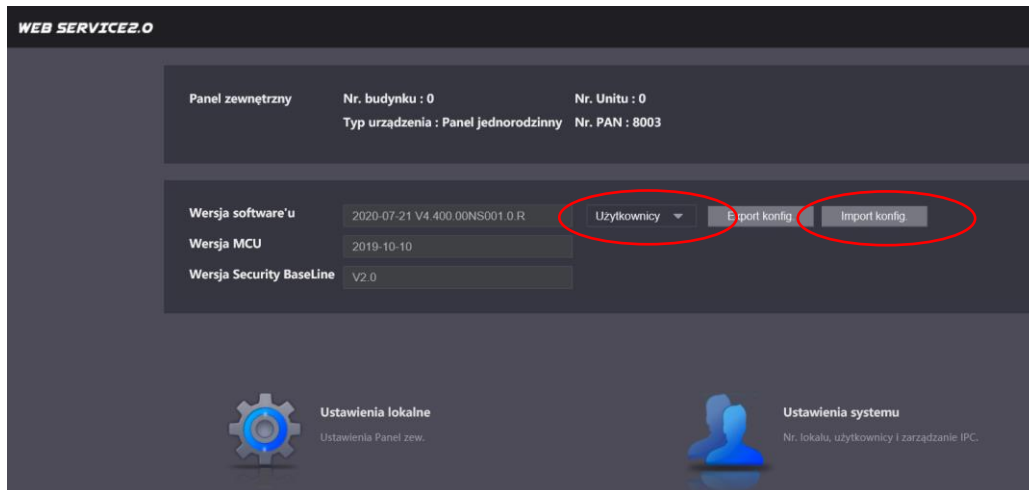 WEB SERVICE2.0
Panel zewnętrzny Nr. budynku : 0 Nr. Unitu : 0
Typ urządzenia : Panel jednorodzinny Nr. PAN : 8003
Wersja software'u 2020-07-21 V4.400.00NS001.0.R Użytkownicy Export konfig. Import konfig.
Wersja MCU 2019-10-10
Wersja Security BaseLine V2.0
Ustawienia lokalne Ustawienia systemu
Ustawienia Panel zew. Nr. lokalu, użytkownicy i zarządzanie IPC.